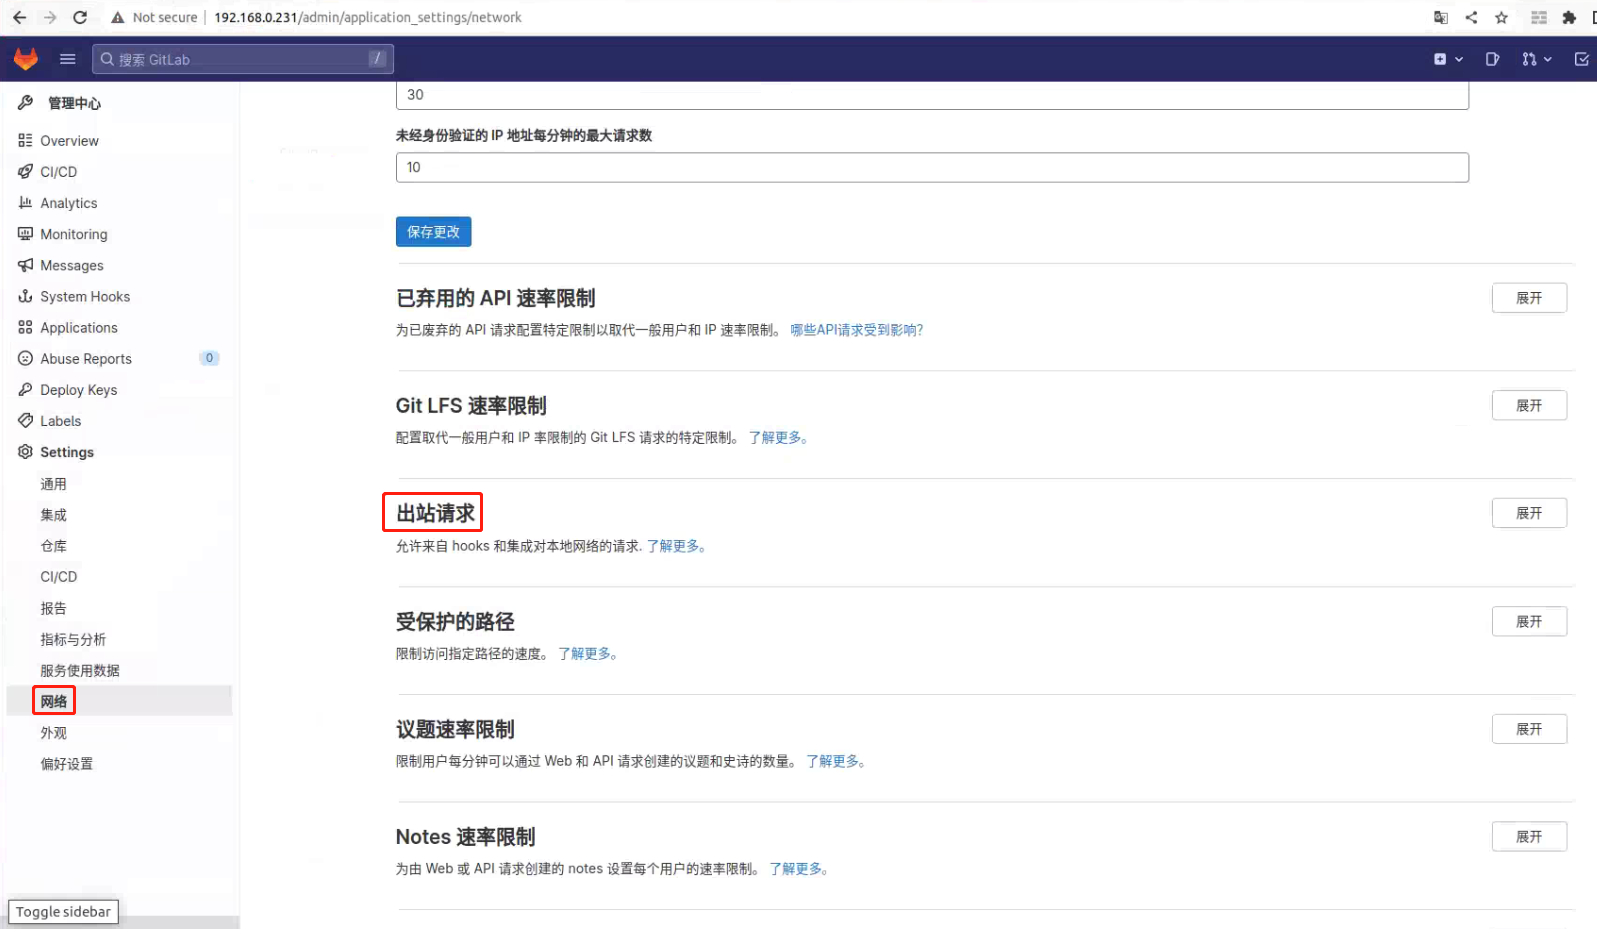 Not secure
192.168.0.231/admin/application_settings/network
搜索 GitLab
/
管理中心
Overview
CI/CD
Analytics
Monitoring
Messages
System Hooks
Applications
Abuse Reports
0
Deploy Keys
Labels
Settings
通用
集成
仓库
CI/CD
报告
指标与分析
服务使用数据
网络
外观
偏好设置
Toggle sidebar
30
未经身份验证的 IP 地址每分钟的最大请求数
10
保存更改
已弃用的 API 速率限制
展开
为已废弃的 API 请求配置特定限制以取代一般用户和 IP 速率限制。 哪些API请求受到影响?
Git LFS 速率限制
展开
配置取代一般用户和 IP 率限制的 Git LFS 请求的特定限制。 了解更多。
出站请求
展开
允许来自 hooks 和集成对本地网络的请求. 了解更多。
受保护的路径
展开
限制访问指定路径的速度。 了解更多。
议题速率限制
展开
限制用户每分钟可以通过 Web 和 API 请求创建的议题和史诗的数量。 了解更多。
Notes 速率限制
展开
为由 Web 或 API 请求创建的 notes 设置每个用户的速率限制。 了解更多。